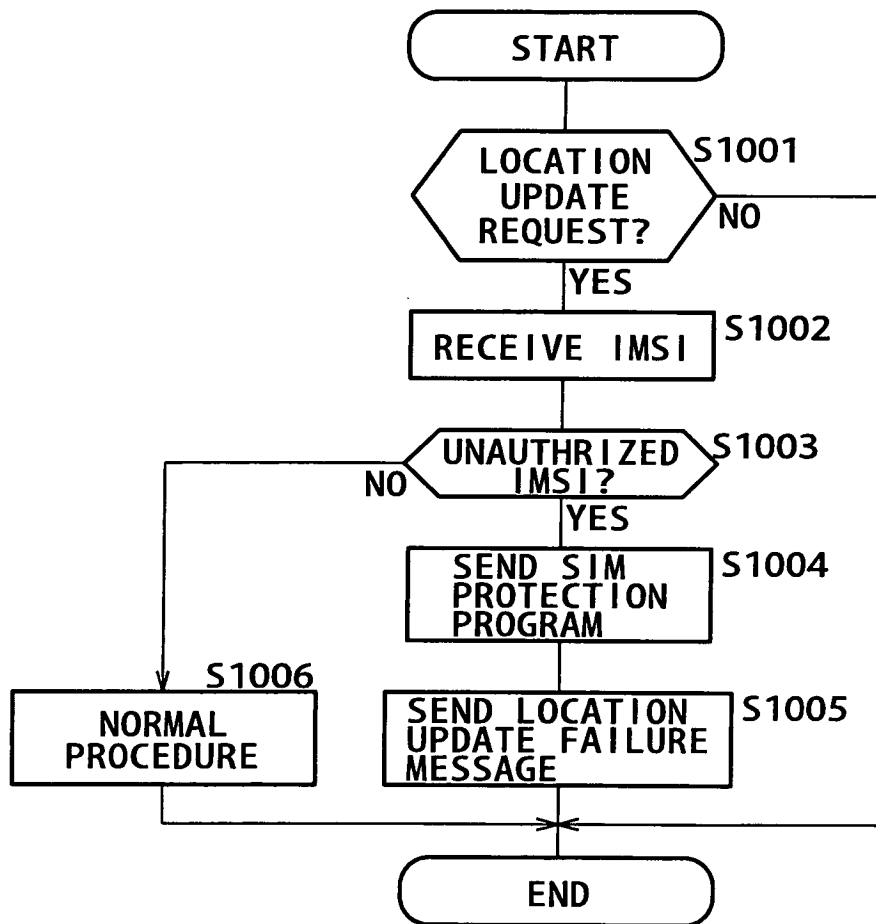 START
LOCATION
UPDATE
REQUEST?
S1001
NO
YES
RECEIVE IMSI
S1002
UNAUTHRIZED
IMSI?
S1003
NO
YES
SEND SIM
PROTECTION
PROGRAM
S1004
S1006
NORMAL
PROCEDURE
SEND LOCATION
UPDATE FAILURE
MESSAGE
S1005
END